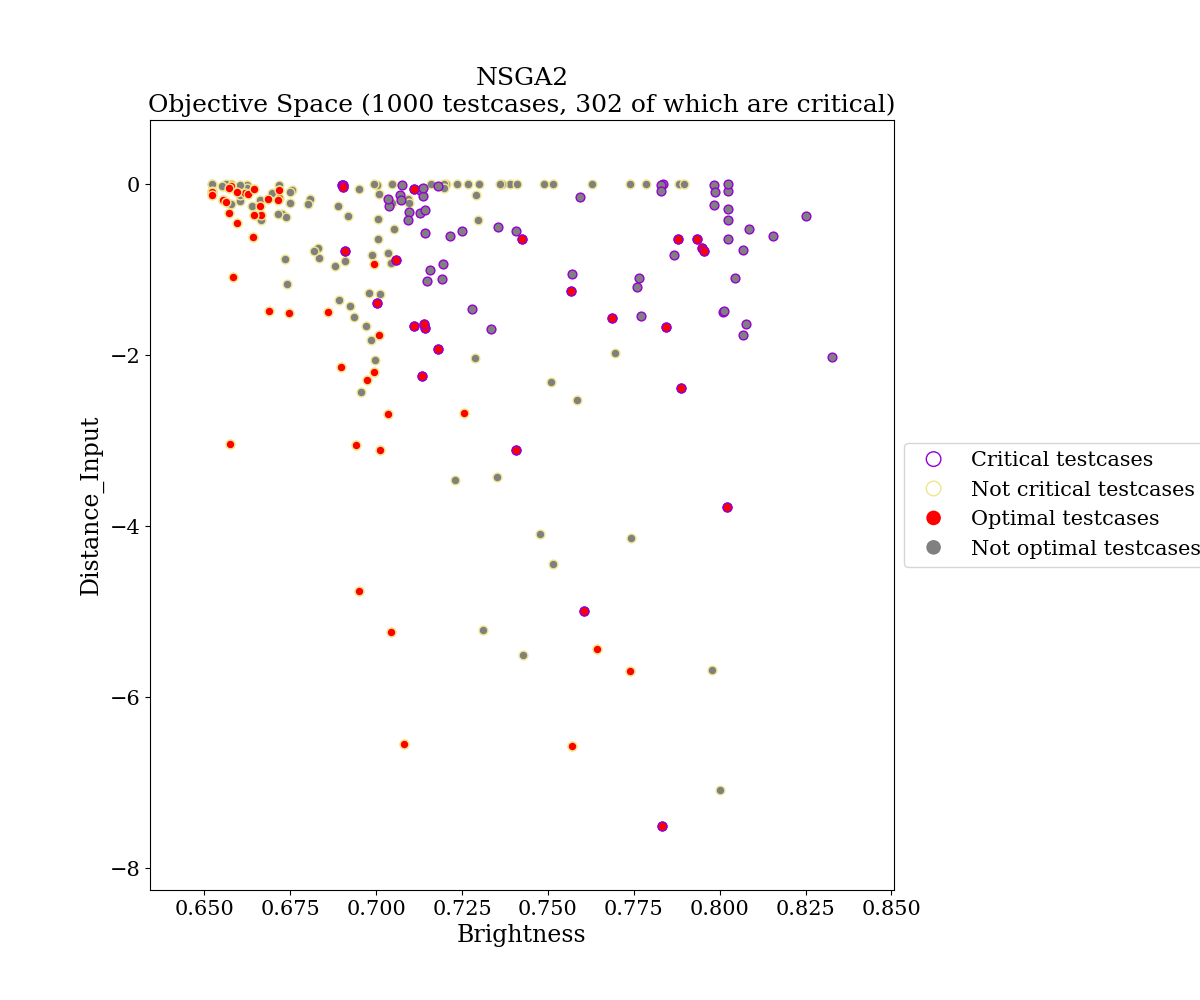 NSGA2
Objective Space (1000 testcases, 302 of which are critical)
0
−2
−4
−6
−8
Distance_Input
0.650 0.675 0.700 0.725 0.750 0.775 0.800 0.825 0.850
Brightness
Critical testcases
Not critical testcases
Optimal testcases
Not optimal testcases